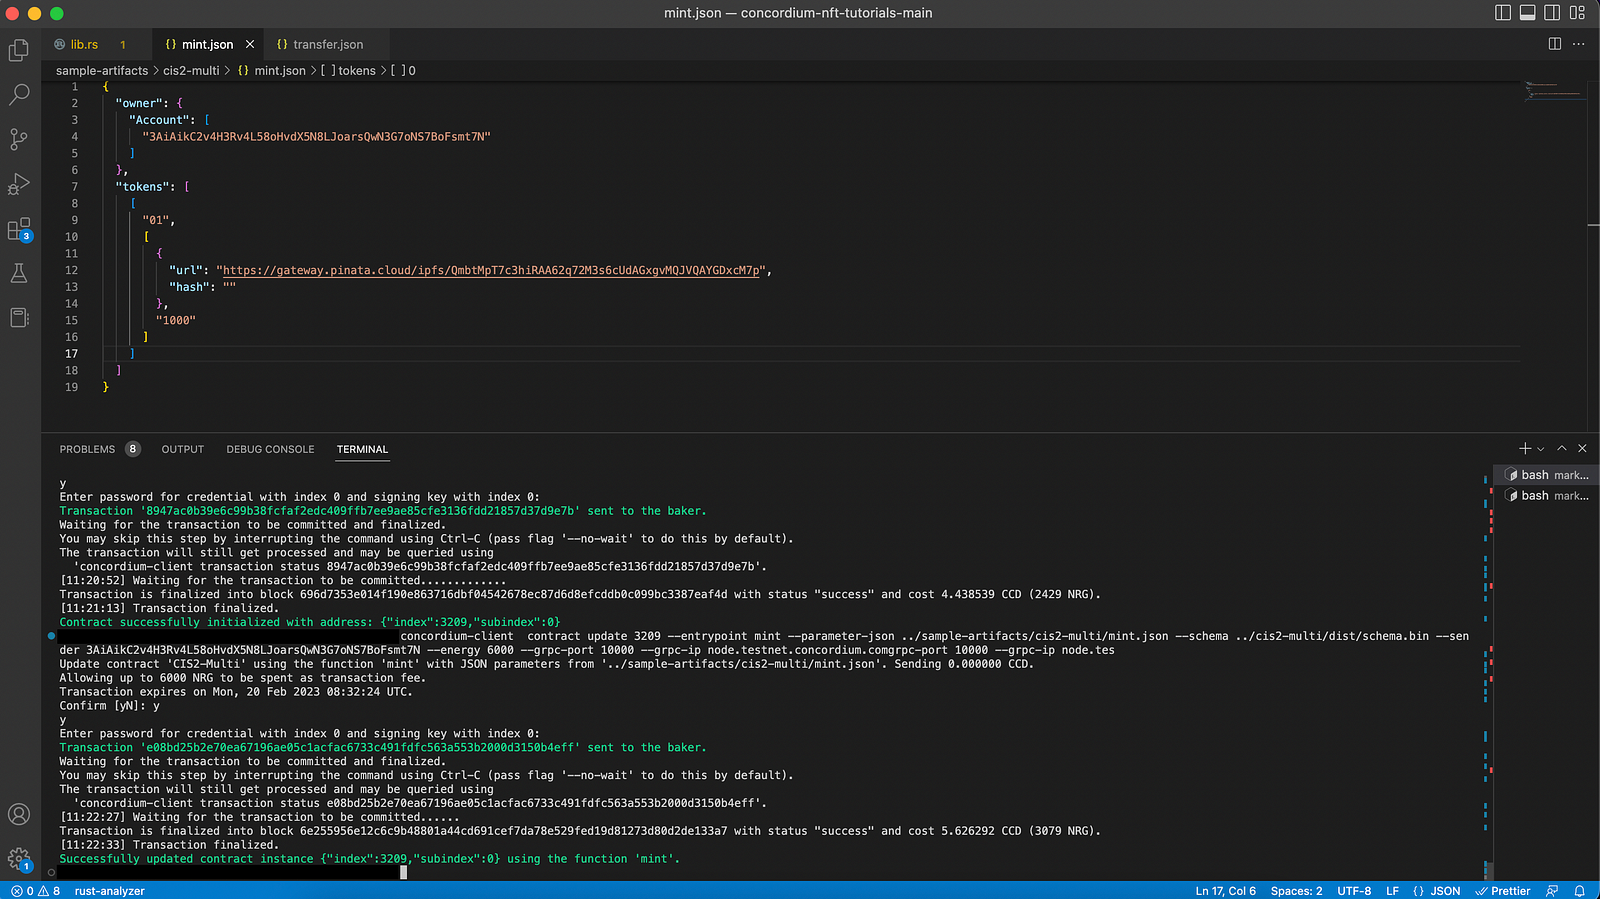 mint.json — concordium-nft-tutorials-main
lib.rs 1 {} mint.json × {} transfer.json
sample-artifacts > cis2-multi > {} mint.json > [ ] tokens > [ ] 0
1 {
2 "owner": {
3 "Account": [
4 "3AiAikC2v4H3Rv4L58oHvdX5N8LJoarsQwN3G7oNS7BoFsmt7N"
5 ]
6 },
7 "tokens": [
8 [
9 "01",
10 [
11 {
12 "url": "https://gateway.pinata.cloud/ipfs/QmbtMpT7c3hiRAA62q72M3s6cUdAGxgvMQJVQAYGDxcM7p",
13 "hash": ""
14 },
15 "1000"
16 ]
17 ]
18 ]
19 }
3
PROBLEMS 8 OUTPUT DEBUG CONSOLE TERMINAL
bash mark...
bash mark...
y
Enter password for credential with index 0 and signing key with index 0:
Transaction '8947ac0b39e6c99b38fcfaf2edc409ffb7ee9ae85cfe3136fdd21857d37d9e7b' sent to the baker.
Waiting for the transaction to be committed and finalized.
You may skip this step by interrupting the command using Ctrl-C (pass flag '--no-wait' to do this by default).
The transaction will still get processed and may be queried using
'concordium-client transaction status 8947ac0b39e6c99b38fcfaf2edc409ffb7ee9ae85cfe3136fdd21857d37d9e7b'.
[11:20:52] Waiting for the transaction to be committed.............
Transaction is finalized into block 696d7353e014f190e863716dbf04542678ec87d6d8efcddb0c099bc3387eaf4d with status "success" and cost 4.438539 CCD (2429 NRG).
[11:21:13] Transaction finalized.
Contract successfully initialized with address: {"index":3209,"subindex":0}
concordium-client contract update 3209 --entrypoint mint --parameter-json ../sample-artifacts/cis2-multi/mint.json --schema ../cis2-multi/dist/schema.bin --sen
der 3AiAikC2v4H3Rv4L58oHvdX5N8LJoarsQwN3G7oNS7BoFsmt7N --energy 6000 --grpc-port 10000 --grpc-ip node.testnet.concordium.comgrpc-port 10000 --grpc-ip node.tes
Update contract 'CIS2-Multi' using the function 'mint' with JSON parameters from '../sample-artifacts/cis2-multi/mint.json'. Sending 0.000000 CCD.
Allowing up to 6000 NRG to be spent as transaction fee.
Transaction expires on Mon, 20 Feb 2023 08:32:24 UTC.
Confirm [yN]: y
y
Enter password for credential with index 0 and signing key with index 0:
Transaction 'e08bd25b2e70ea67196ae05c1acfac6733c491fdfc563a553b2000d3150b4eff' sent to the baker.
Waiting for the transaction to be committed and finalized.
You may skip this step by interrupting the command using Ctrl-C (pass flag '--no-wait' to do this by default).
The transaction will still get processed and may be queried using
'concordium-client transaction status e08bd25b2e70ea67196ae05c1acfac6733c491fdfc563a553b2000d3150b4eff'.
[11:22:27] Waiting for the transaction to be committed......
Transaction is finalized into block 6e255956e12c6c9b48801a44cd691cef7da78e529fed19d81273d80d2de133a7 with status "success" and cost 5.626292 CCD (3079 NRG).
[11:22:33] Transaction finalized.
Successfully updated contract instance {"index":3209,"subindex":0} using the function 'mint'.
1
0 8 rust-analyzer Ln 17, Col 6 Spaces: 2 UTF-8 LF {} JSON Prettier